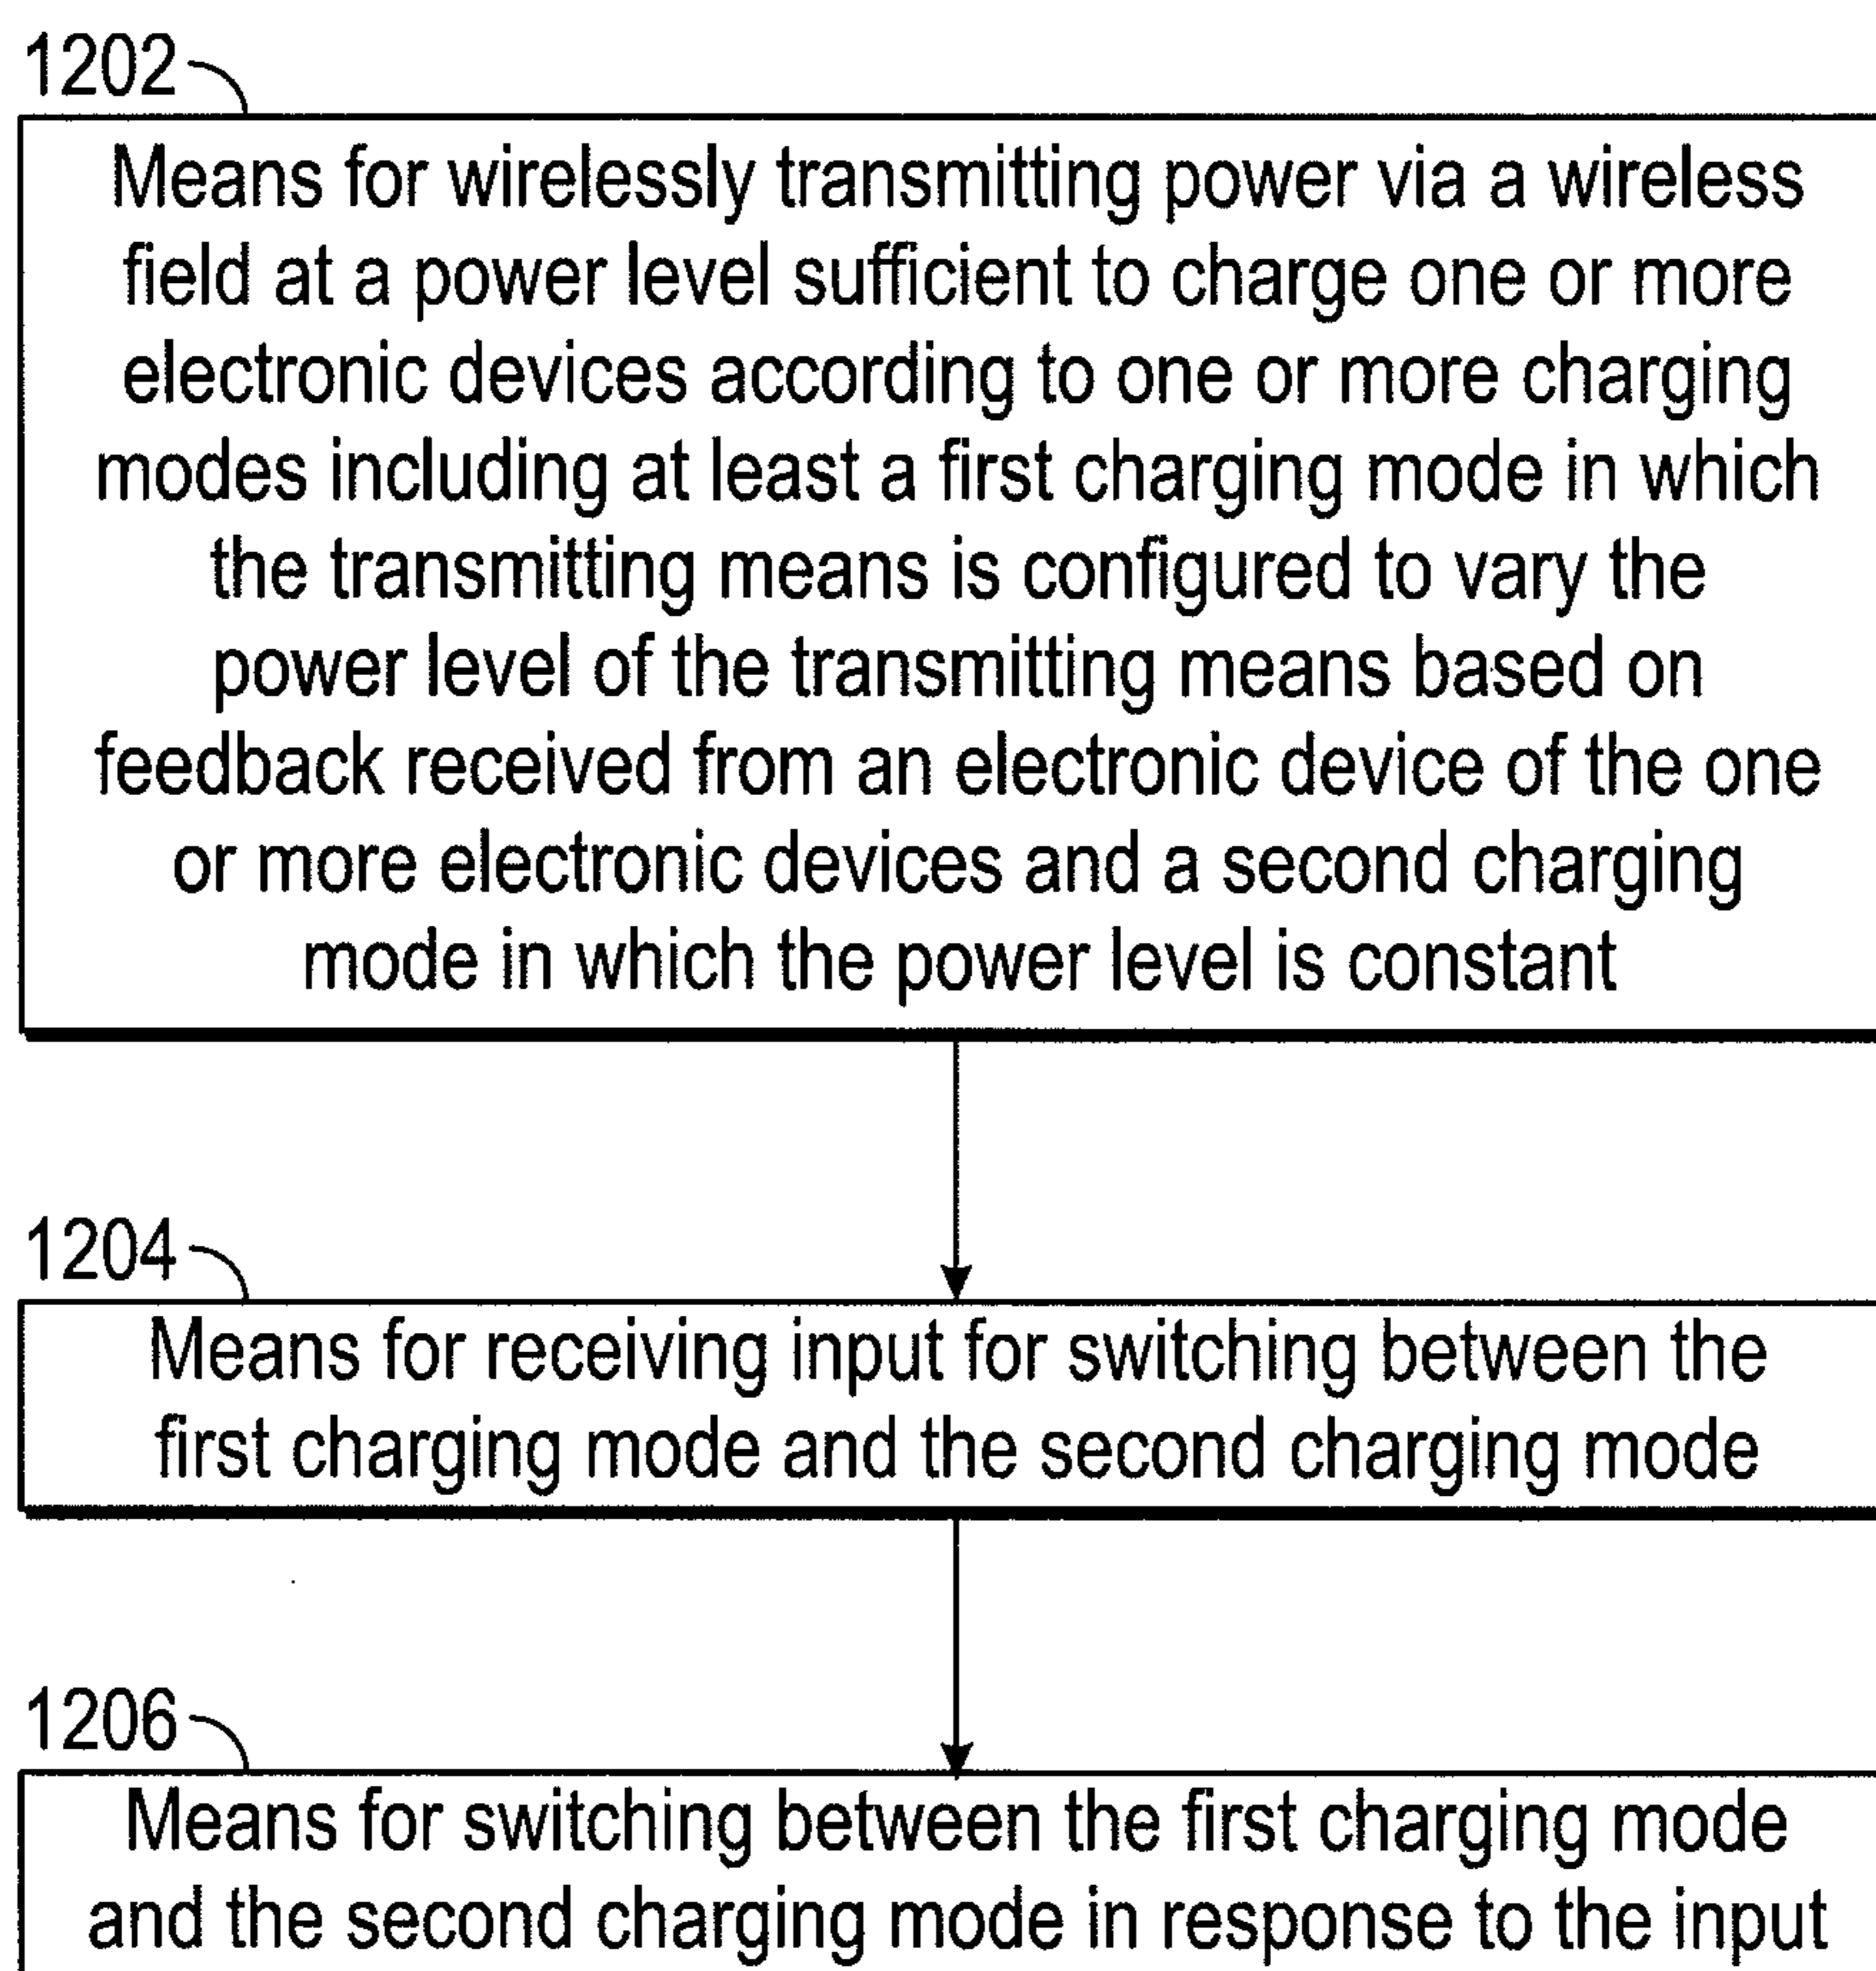 1202
Means for wirelessly transmitting power via a wireless
field at a power level sufficient to charge one or more
electronic devices according to one or more charging
modes including at least a first charging mode in which
the transmitting means is configured to vary the
power level of the transmitting means based on
feedback received from an electronic device of the one
or more electronic devices and a second charging
mode in which the power level is constant
1204
Means for receiving input for switching between the
first charging mode and the second charging mode
1206
Means for switching between the first charging mode
and the second charging mode in response to the input